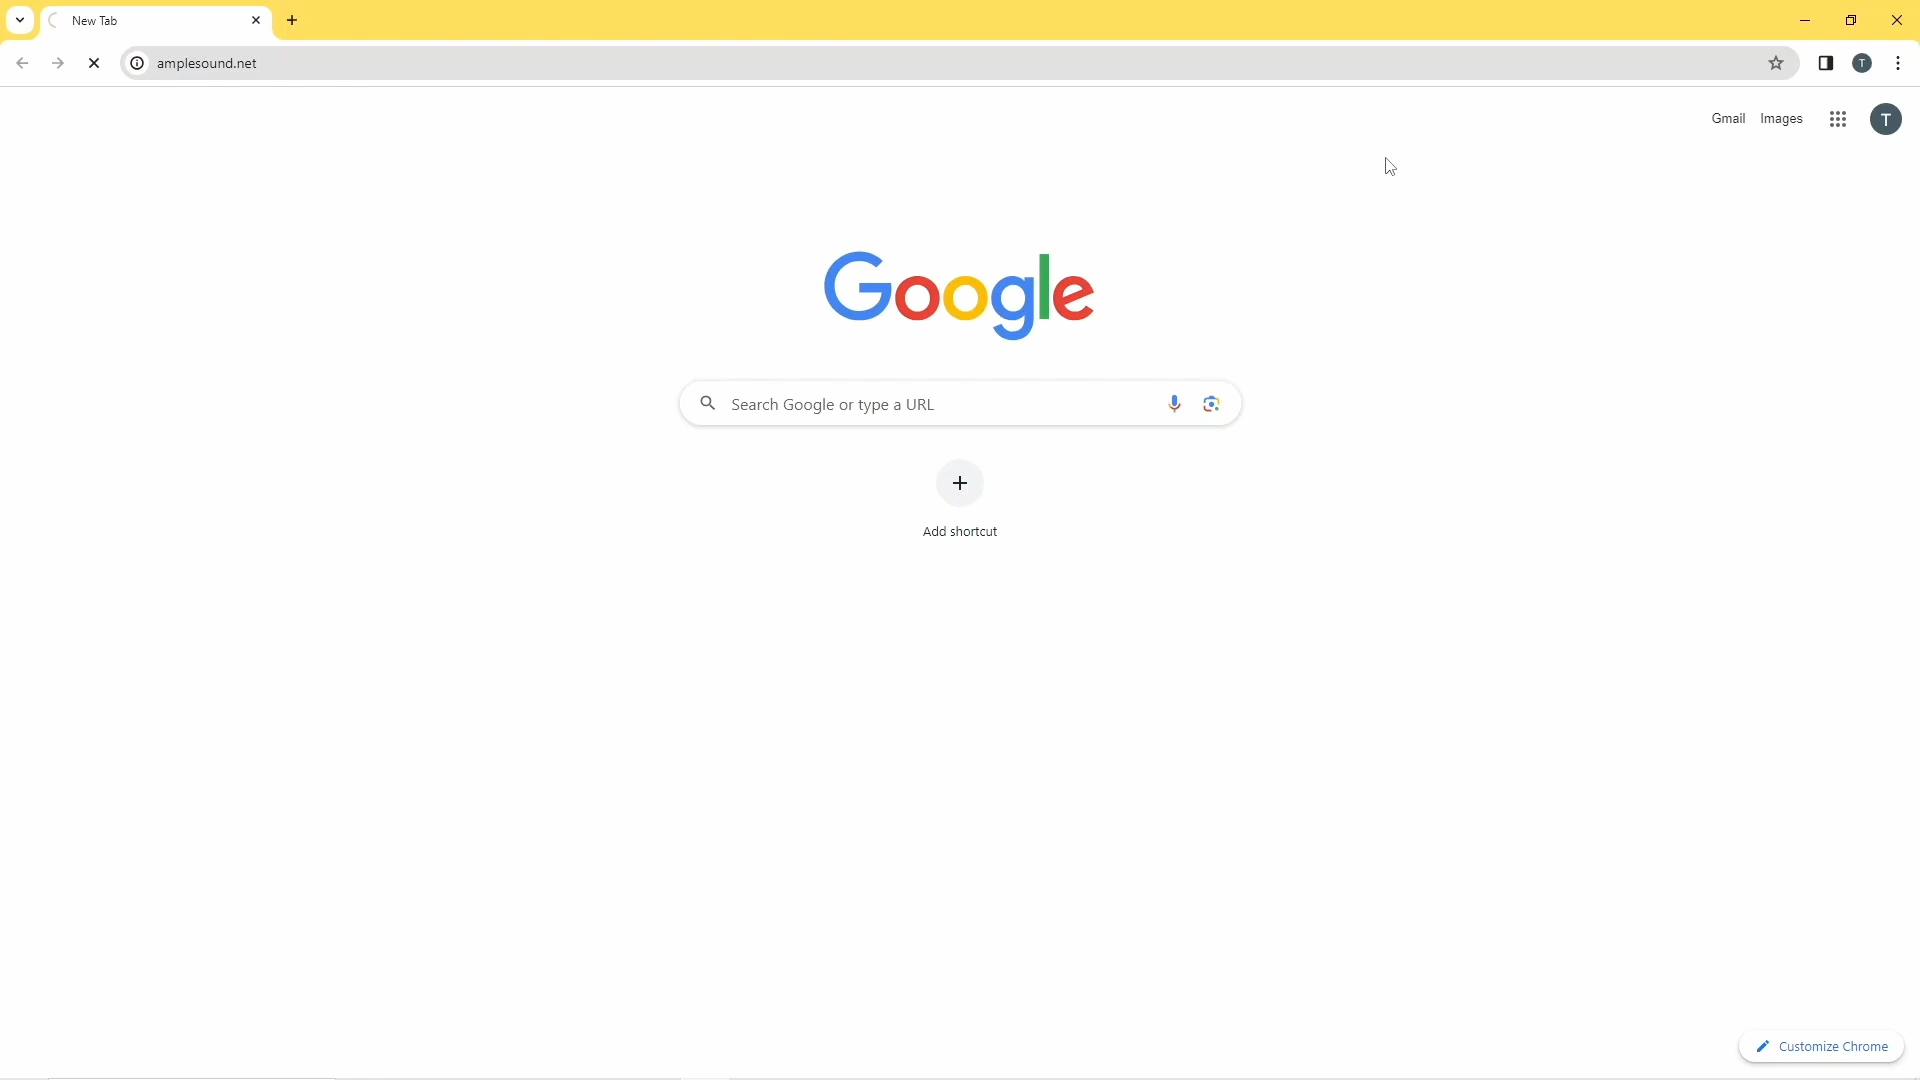 New Tab
amplesound.net
T
Gmail Images
T
Google
Search Google or type a URL
Add shortcut
Customize Chrome